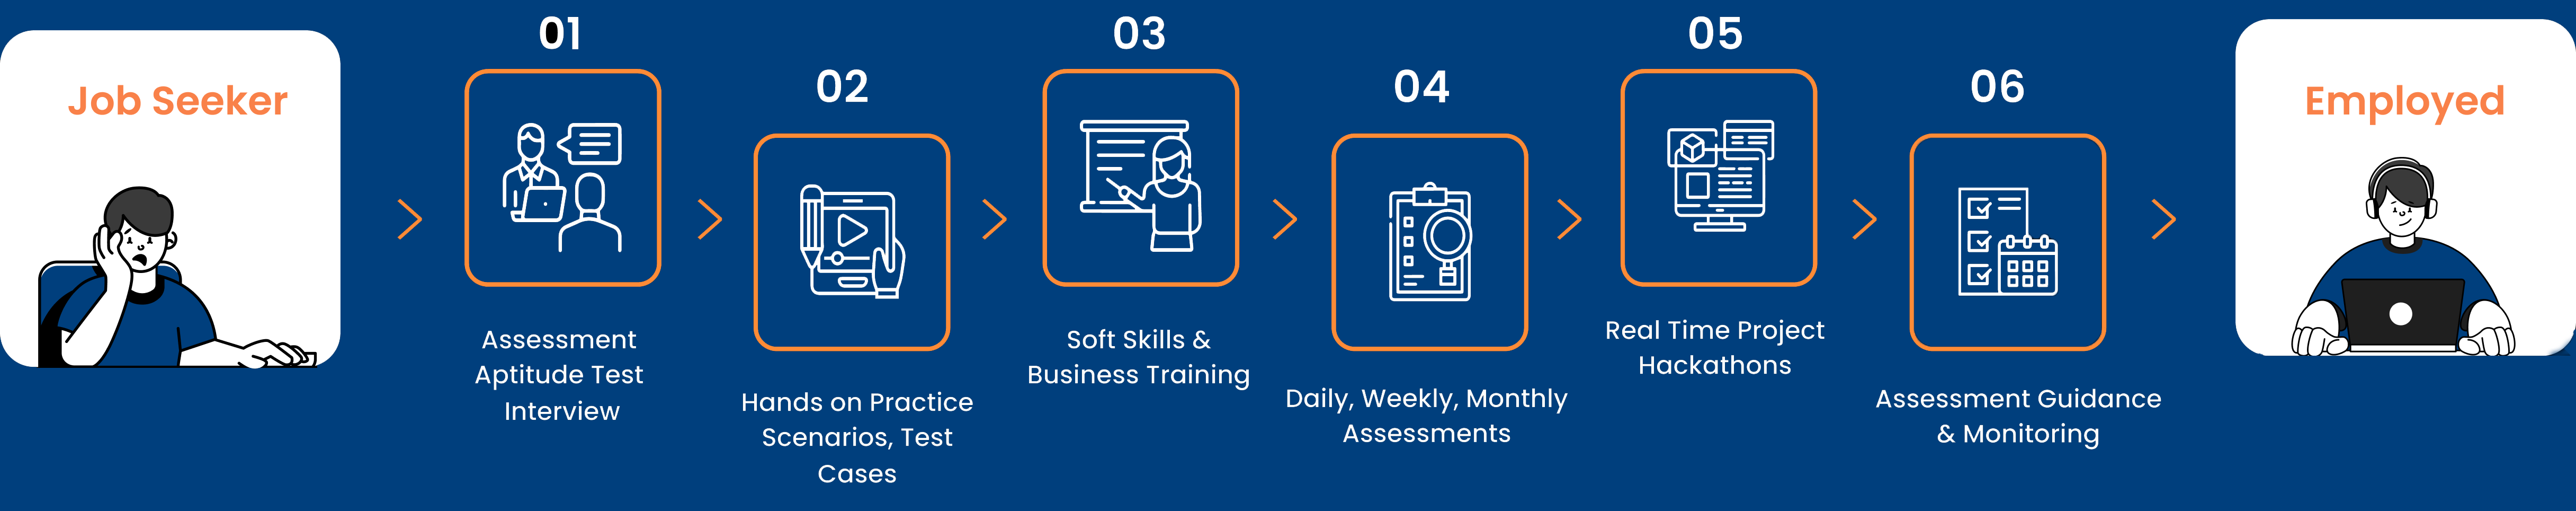 Job Seeker
01
Assessment
Aptitude Test
Interview
02
Hands on Practice
Scenarios, Test
Cases
03
Soft Skills &
Business Training
04
Daily, Weekly, Monthly
Assessments
05
Real Time Project
Hackathons
06
Assessment Guidance
& Monitoring
Employed